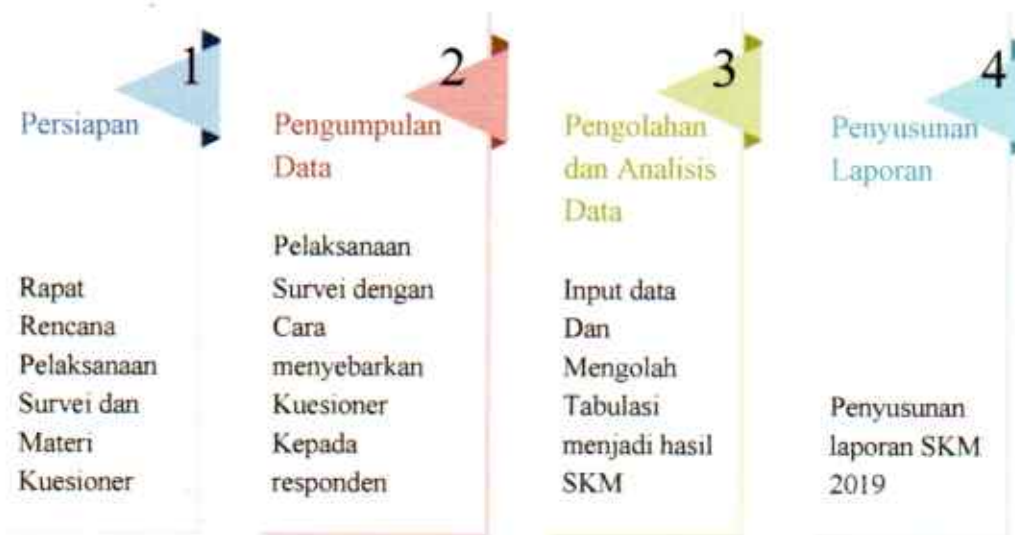 1
Persiapan
Rapat
Rencana
Pelaksanaan
Survei dan
Materi
Kuesioner
2
Pengumpulan
Data
Pelaksanaan
Survei dengan
Cara
menyebarkan
Kuesioner
Kepada
responden
3
Pengolahan
dan Analisis
Data
Input data
Dan
Mengolah
Tabulasi
menjadi hasil
SKM
4
Penyusunan
Laporan
Penyusunan
laporan SKM
2019